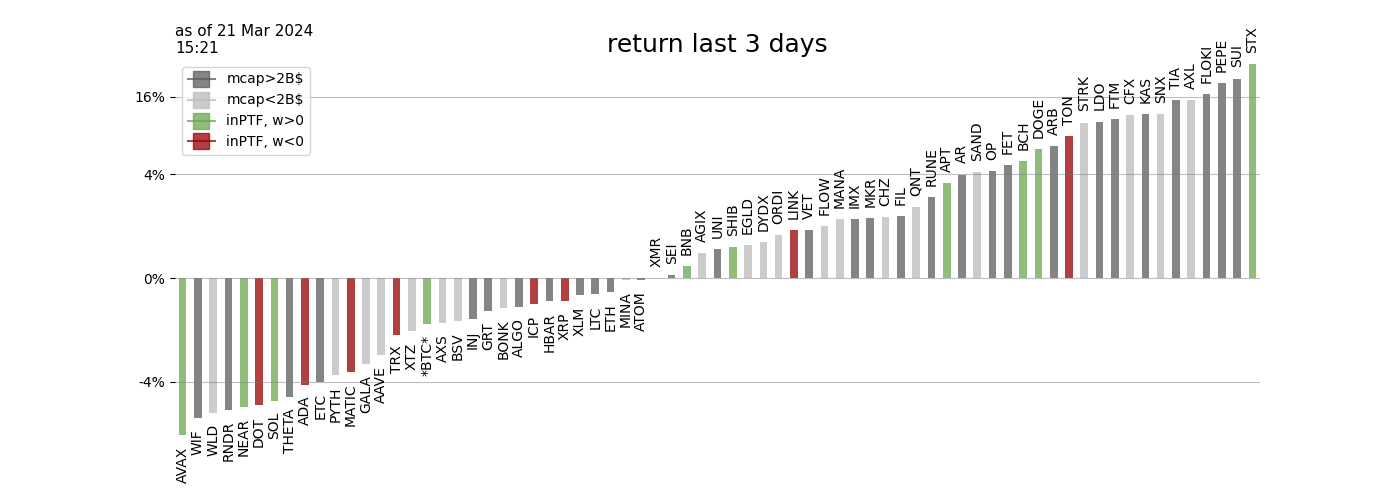 as of 21 Mar 2024
15:21
return last 3 days
mcap>2B$
mcap<2B$
inPTF, w>0
inPTF, w<0
16%
4%
0%
-4%
AVAX
WIF
WLD
RNDR
NEAR
DOT
SOL
THETA
ADA
ETC
PYTH
MATIC
GALA
AAVE
TRX
XTZ
*BTC*
AXS
BSV
INJ
GRT
BONK
ALGO
ICP
HBAR
XRP
XLM
LTC
ETH
MINA
ATOM
XMR
SEI
BNB
AGIX
UNI
SHIB
EGLD
DYDX
ORDI
LINK
VET
FLOW
MANA
IMX
MKR
CHZ
FIL
QNT
RUNE
APT
AR
SAND
OP
FET
BCH
DOGE
ARB
TON
STRK
LDO
FTM
CFX
KAS
SNX
TIA
AXL
FLOKI
PEPE
SUI
STX